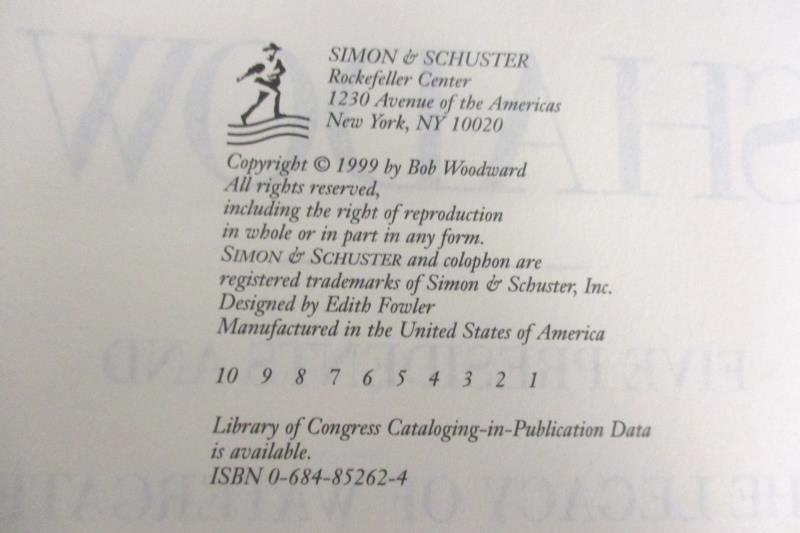 SIMON & SCHUSTER
Rockefeller Center
1230 Avenue of the Americas
New York, NY 10020
Copyright © 1999 by Bob Woodward
All rights reserved,
including the right of reproduction
in whole or in part in any form.
SIMON & SCHUSTER and colophon are
registered trademarks of Simon & Schuster, Inc.
Designed by Edith Fowler
Manufactured in the United States of America
10 9 8 7 6 5 4 3 2 1
Library of Congress Cataloging-in-Publication Data
is available.
ISBN 0-684-85262-4